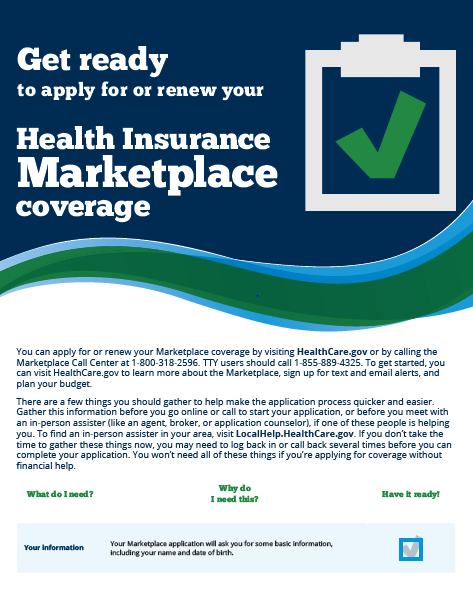 Get ready
to apply for or renew your
Health Insurance
Marketplace
coverage
You can apply for or renew your Marketplace coverage by visiting HealthCare.gov or by calling the
Marketplace Call Center at 1-800-318-2596. TTY users should call 1-855-889-4325. To get started, you
can visit HealthCare.gov to learn more about the Marketplace, sign up for text and email alerts, and
plan your budget.
There are a few things you should gather to help make the application process quicker and easier.
Gather this information before you go online or call to start your application, or before you meet with
an in-person assister (like an agent, broker, or application counselor), if one of these people is helping
you. To find an in-person assister in your area, visit LocalHelp.HealthCare.gov. If you don’t take the
time to gather these things now, you may need to log back in or call back several times before you can
complete your application. You won’t need all of these things if you’re applying for coverage without
financial help.
What do I need?
Why do
I need this?
Have it ready!
Your information
Your Marketplace application will ask you for some basic information,
including your name and date of birth.